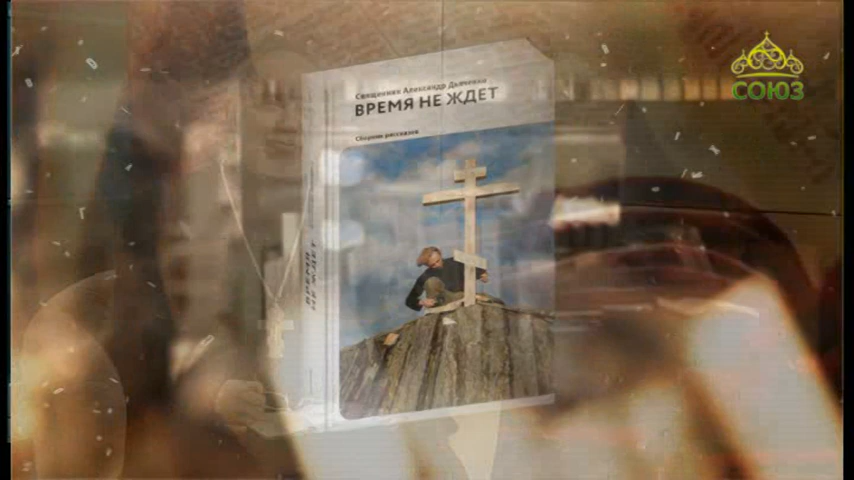 СОЮЗ
Священник Александр Дьяченко
ВРЕМЯ НЕ ЖДЕТ
Сборник рассказов
ВРЕМЯ
НЕ ЖДЕТ